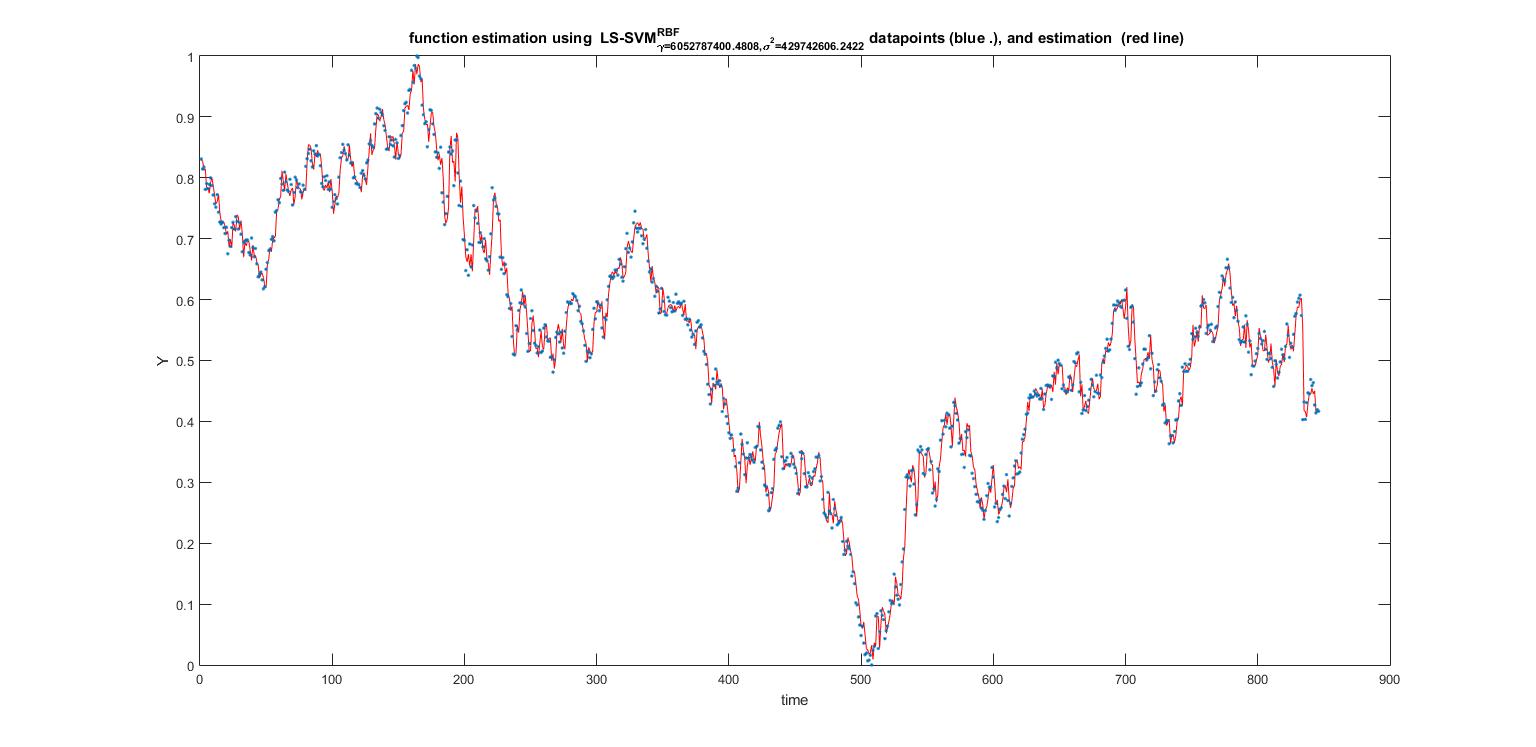 function estimation using LS-SVM^RBF_γ=6052787400.4808,σ²=429742606.2422 datapoints (blue .), and estimation (red line)
1
0.9
0.8
0.7
0.6
0.5
0.4
0.3
0.2
0.1
0
Y
0 100 200 300 400 500 600 700 800 900
time